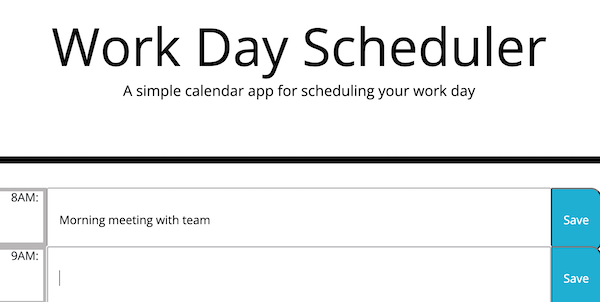 Work Day Scheduler
A simple calendar app for scheduling your work day
8AM:
Morning meeting with team
Save
9AM:
Save